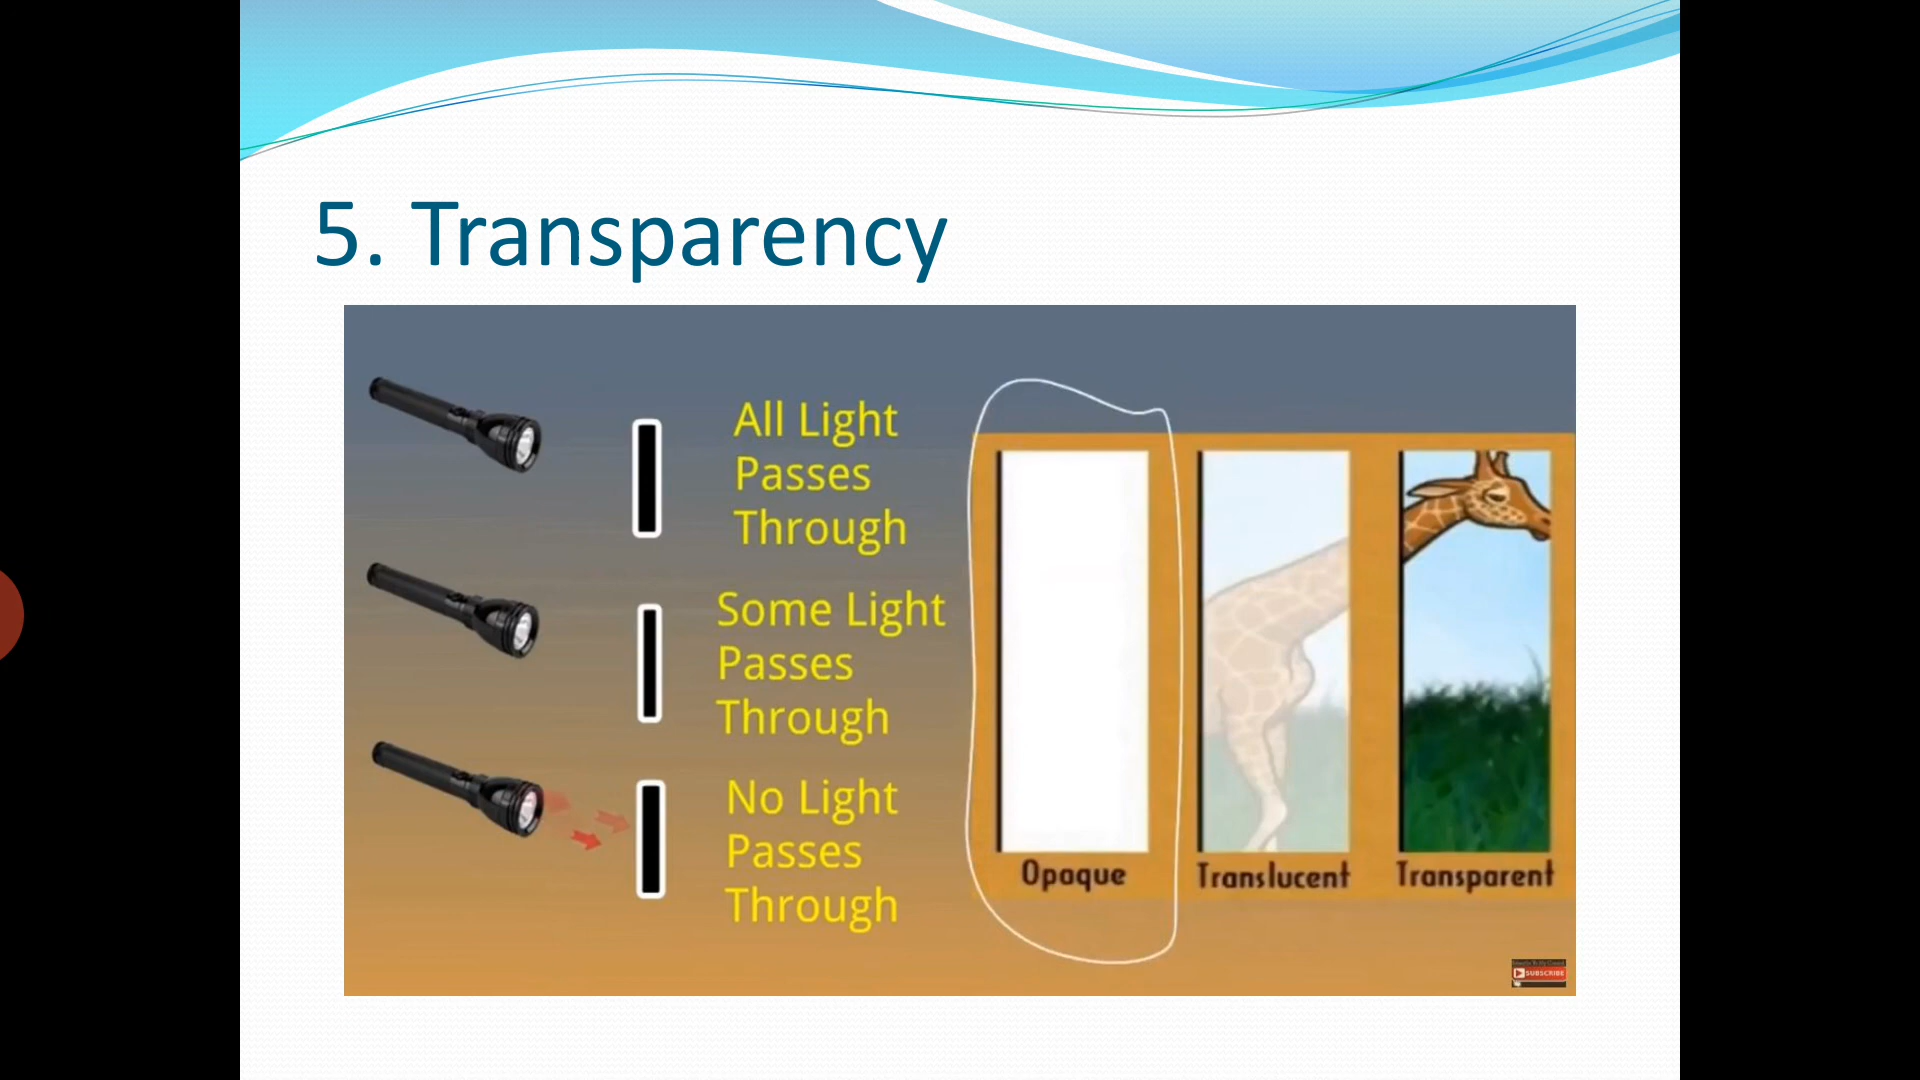 5. Transparency
All Light
Passes
Through
Some Light
Passes
Through
No Light
Passes
Through
Opaque
Translucent
Transparent
SUBSCRIBE